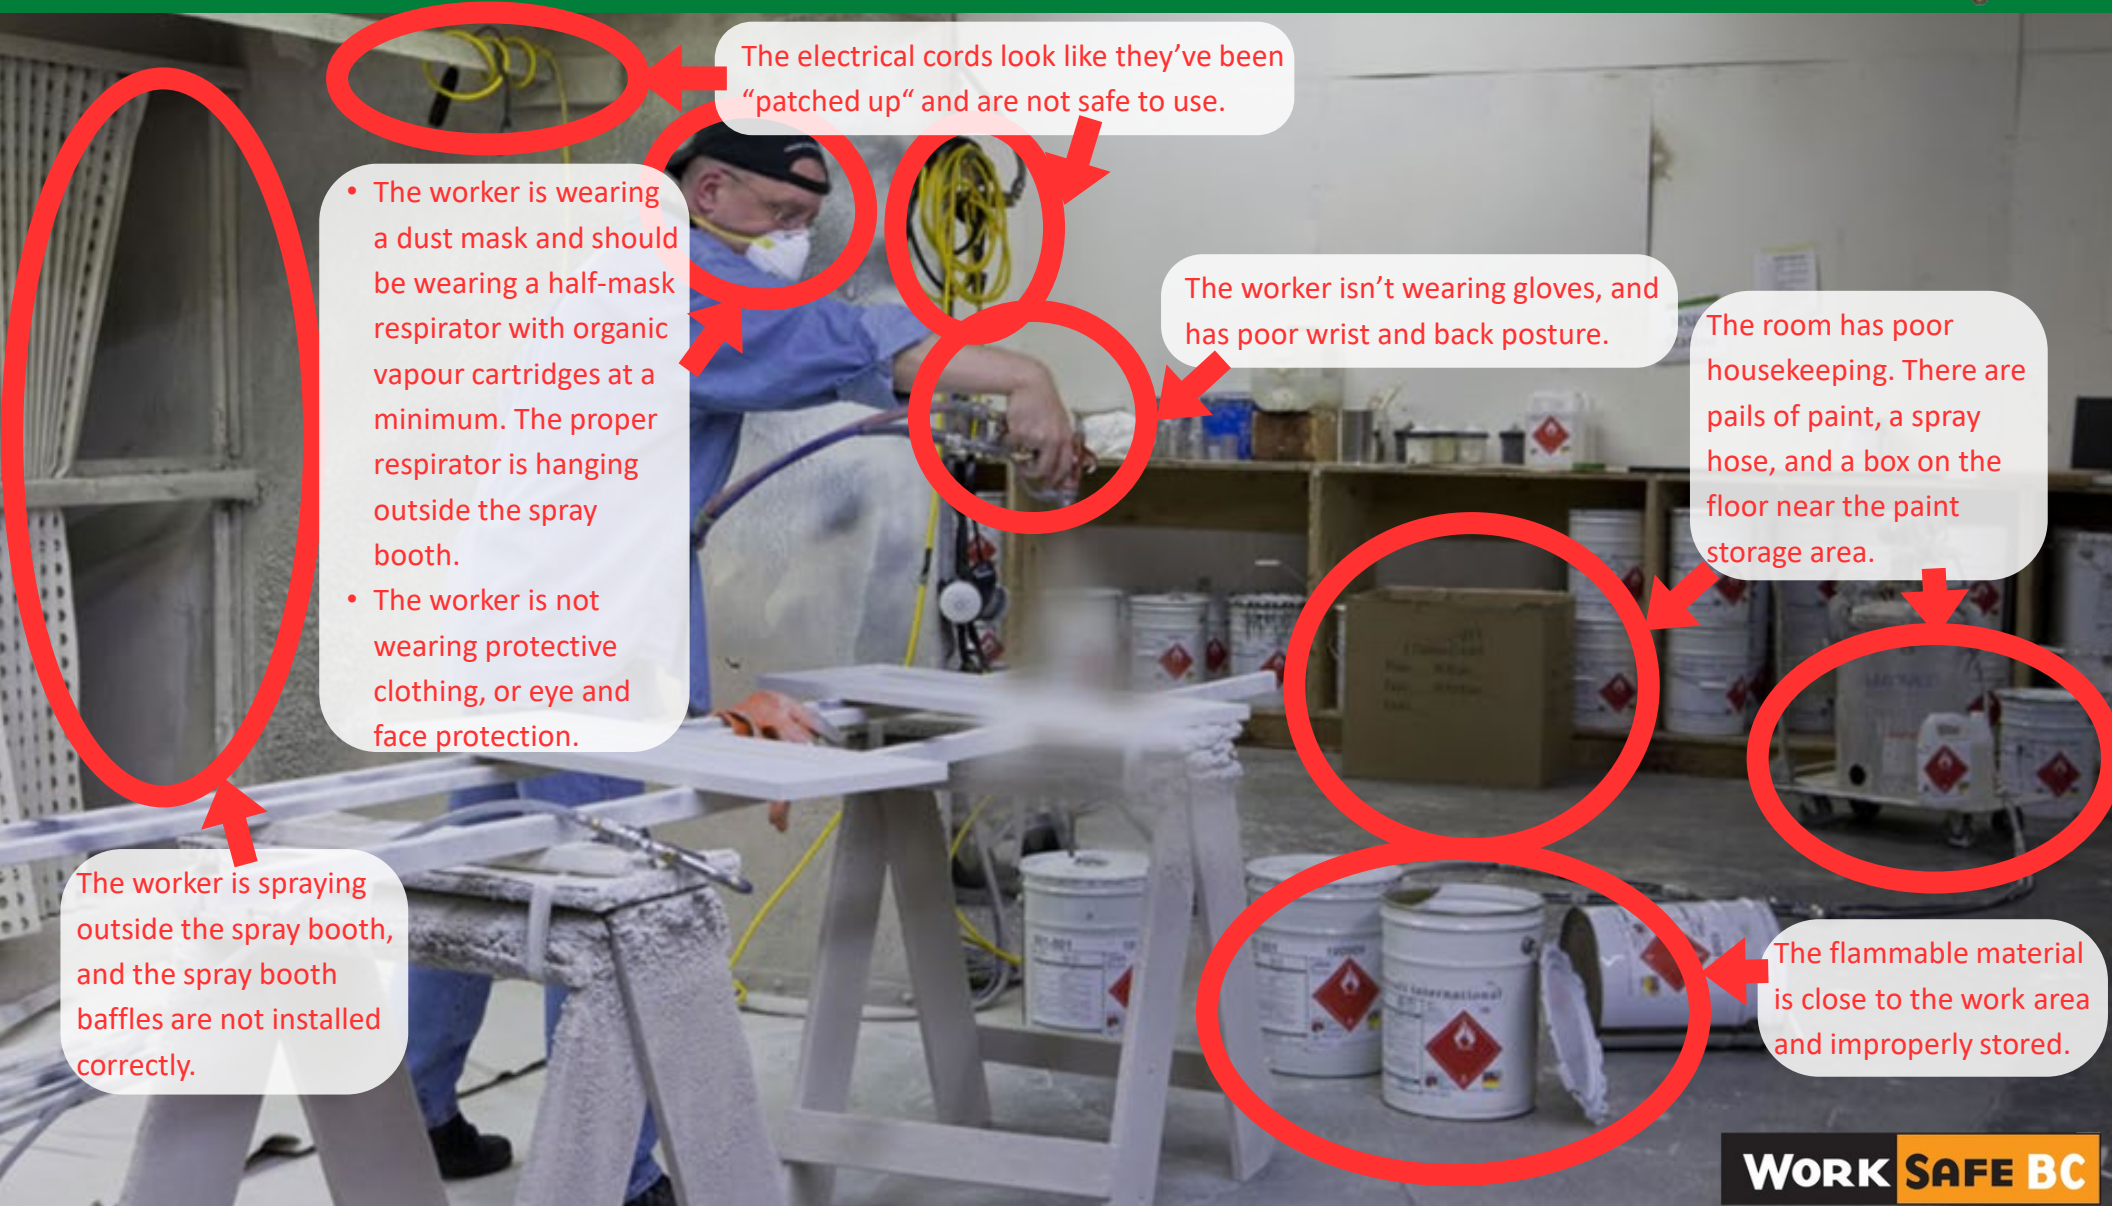 The electrical cords look like they’ve been
“patched up“ and are not safe to use.
• The worker is wearing
a dust mask and should
be wearing a half-mask
respirator with organic
vapour cartridges at a
minimum. The proper
respirator is hanging
outside the spray
booth.
• The worker is not
wearing protective
clothing, or eye and
face protection.
The worker isn’t wearing gloves, and
has poor wrist and back posture.
The room has poor
housekeeping. There are
pails of paint, a spray
hose, and a box on the
floor near the paint
storage area.
The worker is spraying
outside the spray booth,
and the spray booth
baffles are not installed
correctly.
The flammable material
is close to the work area
and improperly stored.
international
WORK SAFE BC